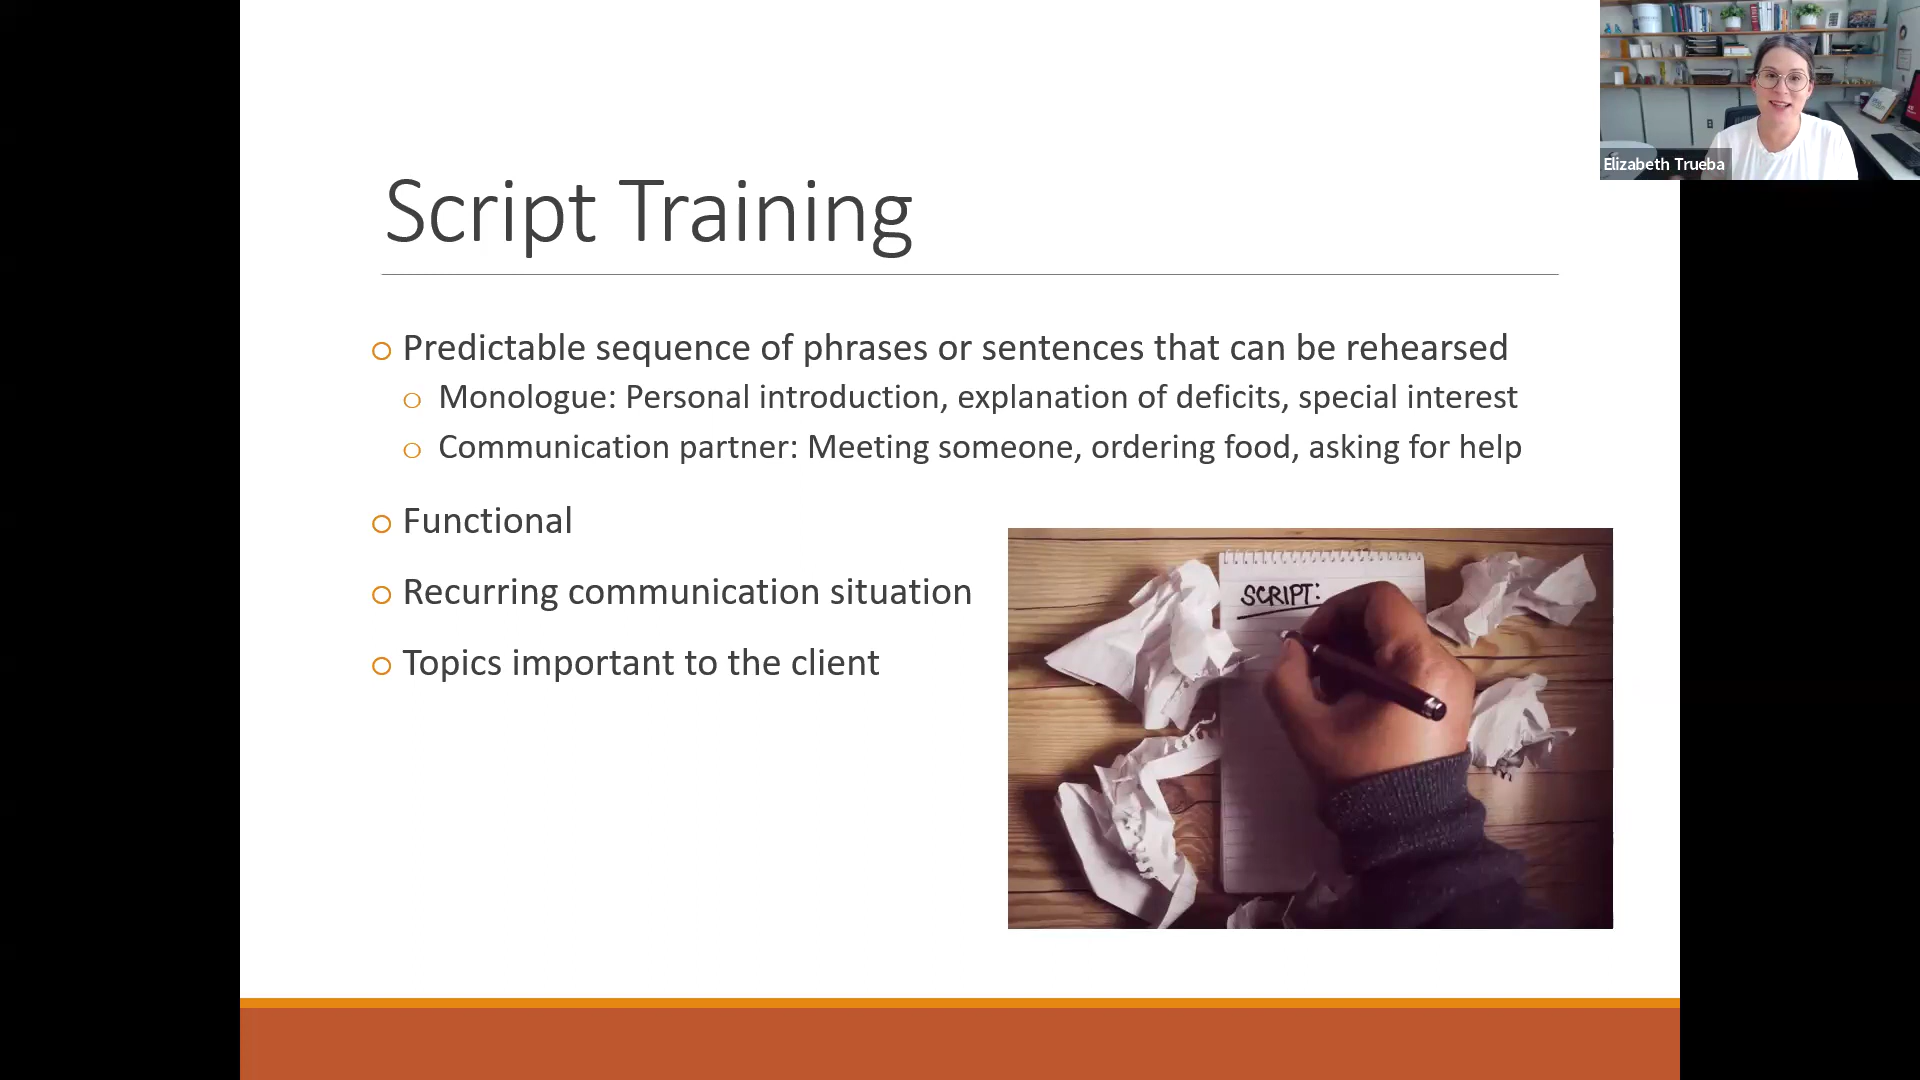 Elizabeth Trueba
Script Training
Predictable sequence of phrases or sentences that can be rehearsed
Monologue: Personal introduction, explanation of deficits, special interest
Communication partner: Meeting someone, ordering food, asking for help
Functional
Recurring communication situation
Topics important to the client
SCRIPT: